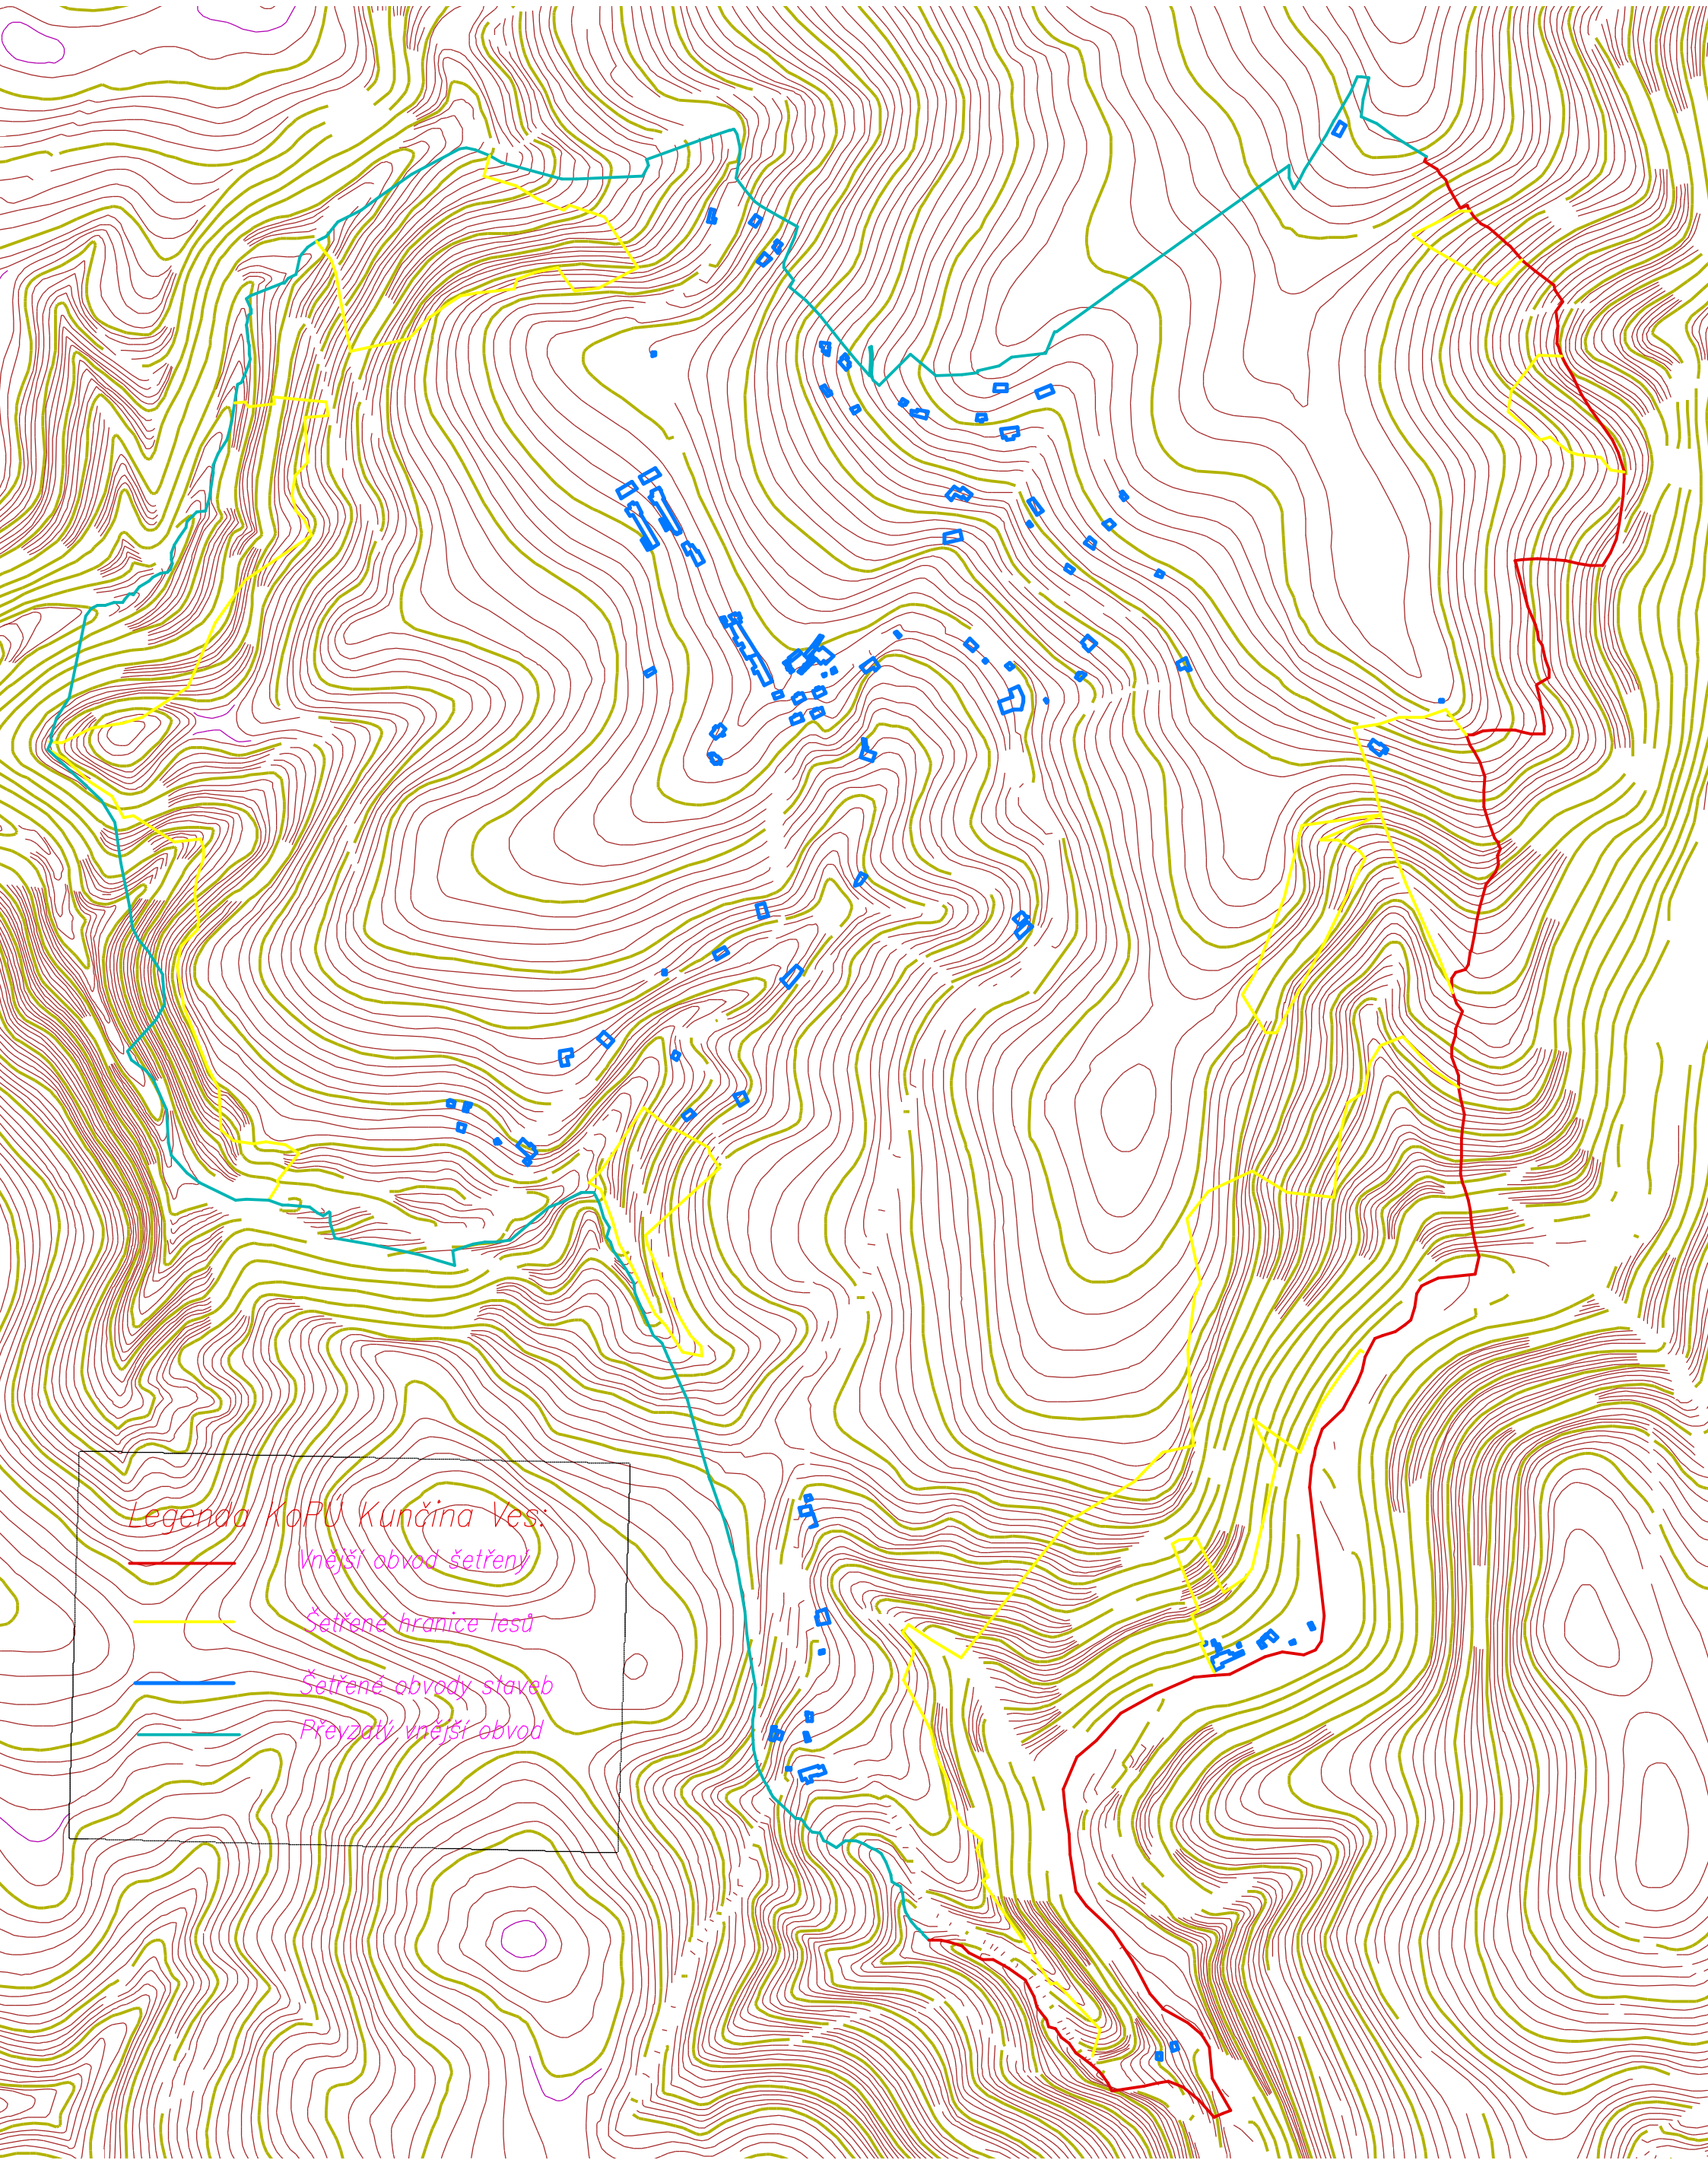 Legenda KoPÚ Kunčina Ves:
Vnější obvod šetřený
Šetřené hranice lesů
Šetřené obvody staveb
Převzatý vnější obvod